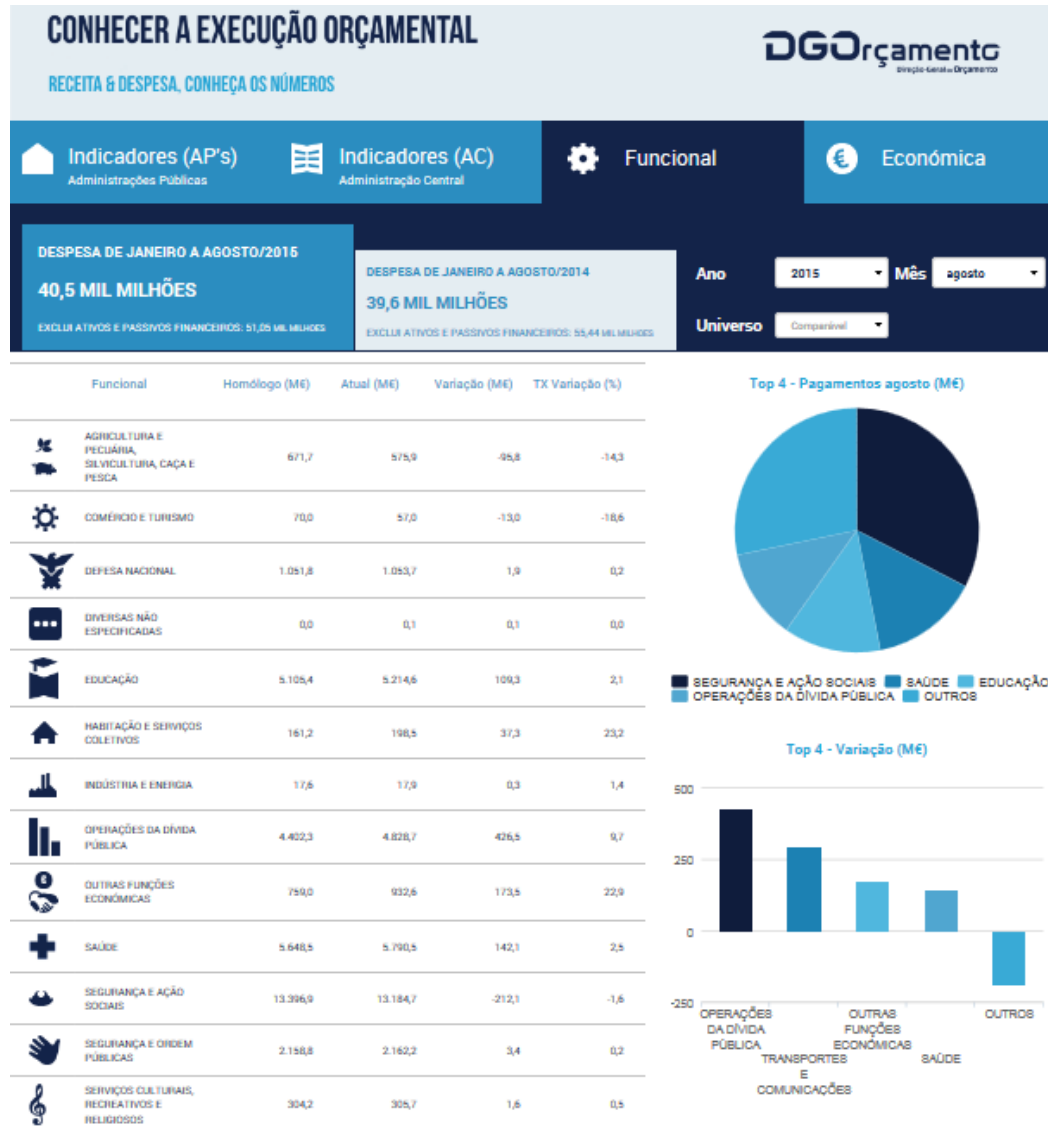 CONHECER A EXECUÇÃO ORÇAMENTAL
RECEITA & DESPESA, CONHEÇA OS NÚMEROS
DGOrçamento
Direção-Geral do Orçamento
Indicadores (AP's)
Administrações Públicas
Indicadores (AC)
Administração Central
Funcional
€
Económica
DESPESA DE JANEIRO A AGOSTO/2015
40,5 MIL MILHÕES
EXCLUI ATIVOS E PASSIVOS FINANCEIROS: 51,05 MIL MILHOES
DESPESA DE JANEIRO A AGOSTO/2014
39,6 MIL MILHÕES
EXCLUI ATIVOS E PASSIVOS FINANCEIROS: 55,44 MIL MILHOES
Ano 2015 Mês agosto
Universo Comparável
Funcional Homólogo (M€) Atual (M€) Variação (M€) TX Variação (%)
AGRICULTURA E
PECUÁRIA,
SILVICULTURA, CAÇA E
PESCA
671,7 575,9 -95,8 -14,3
COMÉRCIO E TURISMO 70,0 57,0 -13,0 -18,6
DEFESA NACIONAL 1.051,8 1.053,7 1,9 0,2
DIVERSAS NÃO
ESPECIFICADAS
0,0 0,1 0,1 0,0
EDUCAÇÃO 5.105,4 5.214,6 109,3 2,1
HABITAÇÃO E SERVIÇOS
COLETIVOS
161,2 198,5 37,3 23,2
INDÚSTRIA E ENERGIA 17,6 17,9 0,3 1,4
OPERAÇÕES DA DÍVIDA
PÚBLICA
4.402,3 4.828,7 426,5 9,7
OUTRAS FUNÇÕES
ECONÓMICAS
759,0 932,6 173,5 22,9
SAÚDE 5.648,5 5.790,5 142,1 2,5
SEGURANÇA E AÇÃO
SOCIAIS
13.396,9 13.184,7 -212,1 -1,6
SEGURANÇA E ORDEM
PÚBLICAS
2.158,8 2.162,2 3,4 0,2
SERVIÇOS CULTURAIS,
RECREATIVOS E
RELIGIOSOS
304,2 305,7 1,6 0,5
Top 4 - Pagamentos agosto (M€)
SEGURANÇA E AÇÃO SOCIAIS SAÚDE EDUCAÇÃO
OPERAÇÕES DA DÍVIDA PÚBLICA OUTROS
Top 4 - Variação (M€)
500
250
0
-250
OPERAÇÕES
DA DÍVIDA
PÚBLICA
TRANSPORTES
E
COMUNICAÇÕES
OUTRAS
FUNÇÕES
ECONÓMICAS
SAÚDE
OUTROS